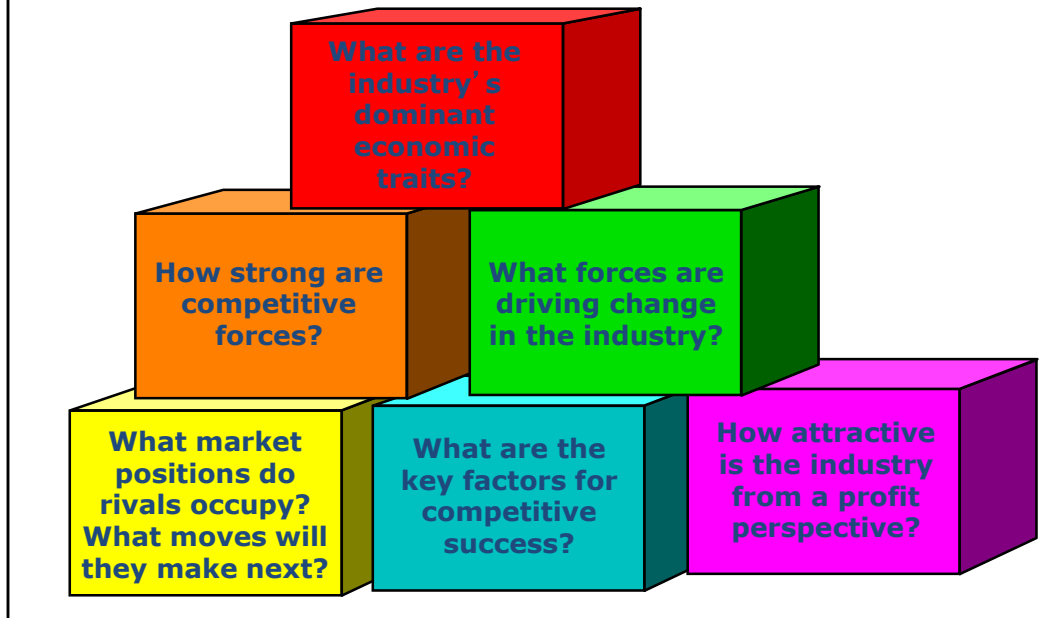 What are the
industry's
dominant
economic
traits?
How strong are
competitive
forces?
What forces are
driving change
in the industry?
What market
positions do
rivals occupy?
What moves will
they make next?
What are the
key factors for
competitive
success?
How attractive
is the industry
from a profit
perspective?